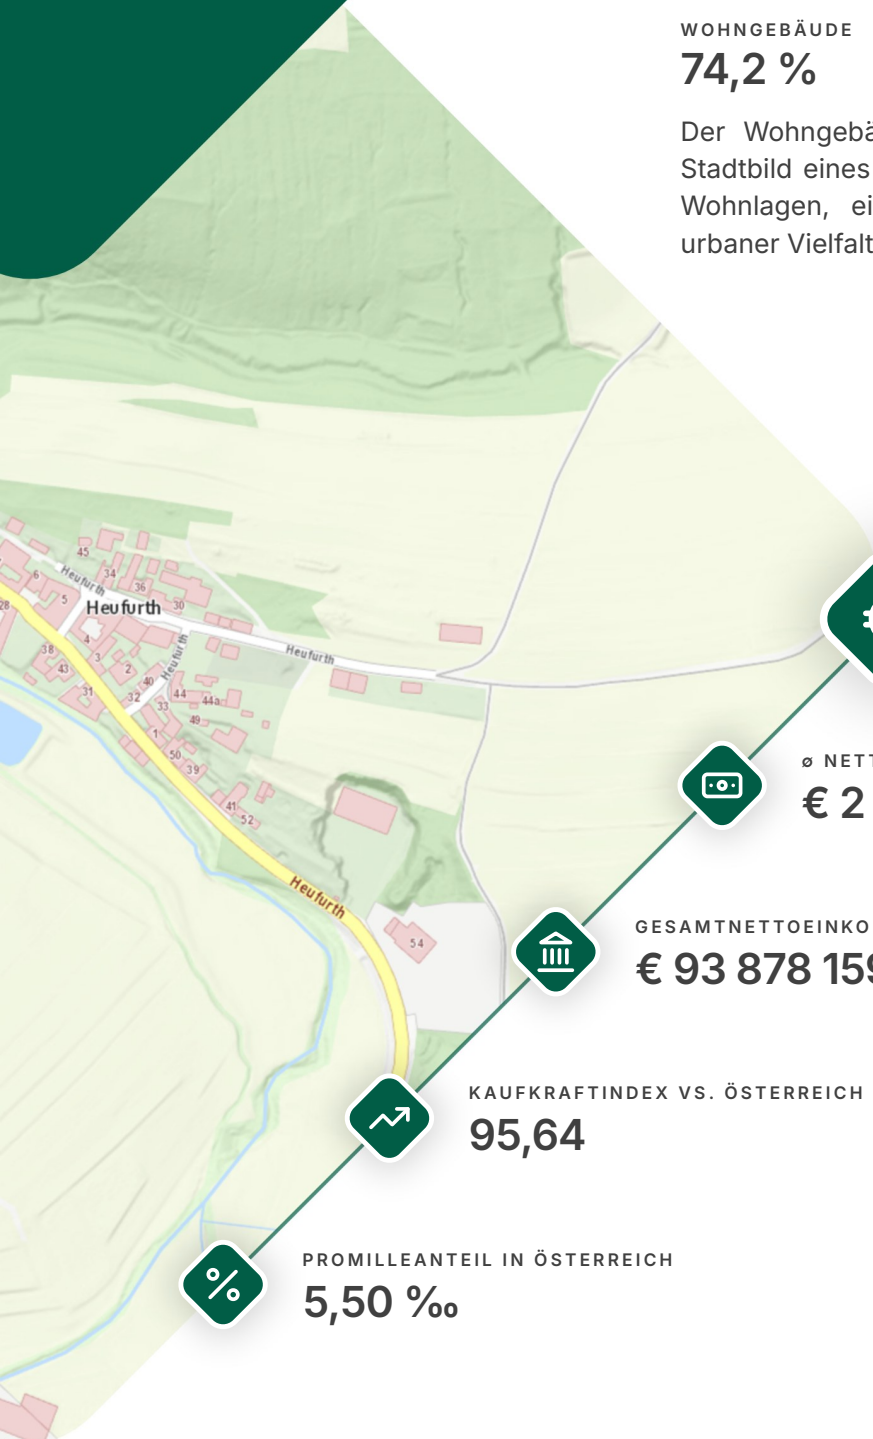 WOHNGEBÄUDE
74,2 %
Der Wohngebä
Stadtbild eines
Wohnlagen, ei
urbaner Vielfalt
45
Heufurth
34
6
36
5
30
Heufurth
28
4
Heufurth
38
3
Heufurth
43
2
40
31
32
44
44a
33
49
1
50
39
41
52
Heufurth
54
ø NETT
€ 2
GESAMTNETTOEINKO
€ 93 878 159
KAUFKRAFTINDEX VS. ÖSTERREICH
95,64
PROMILLEANTEIL IN ÖSTERREICH
5,50 ‰